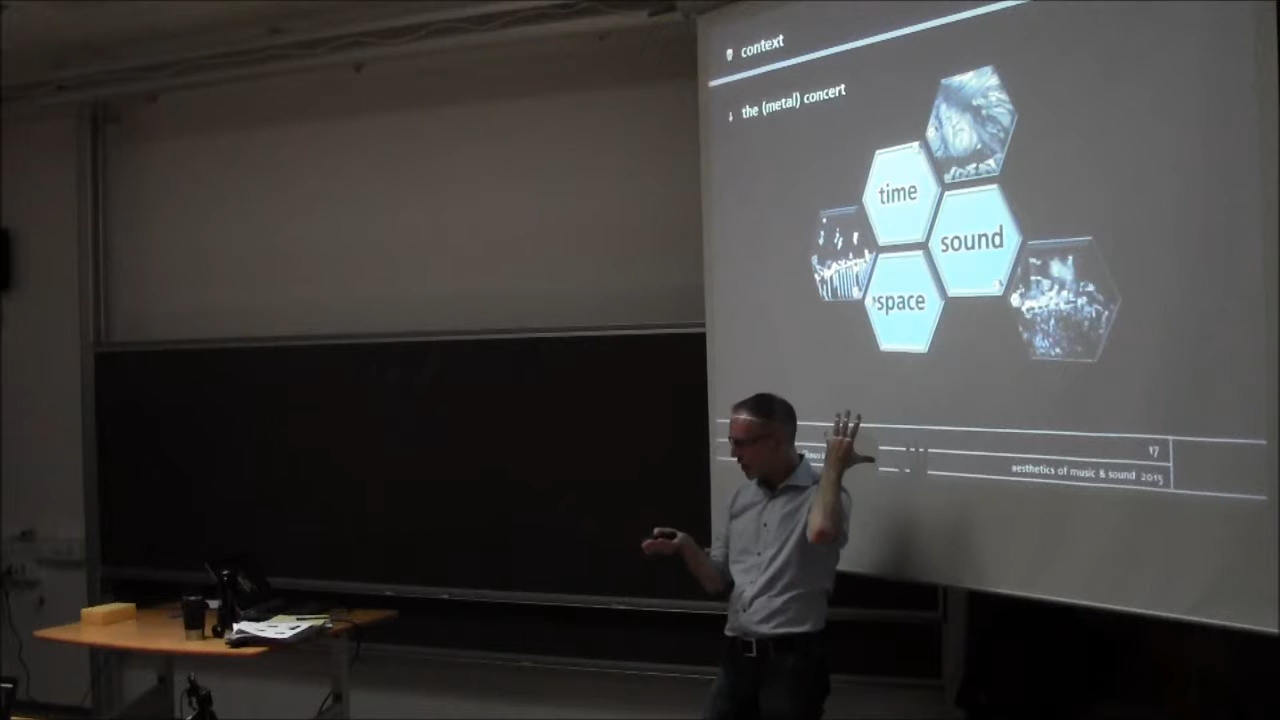 context
the (metal) concert
time
sound
space
17
aesthetics of music & sound 2015